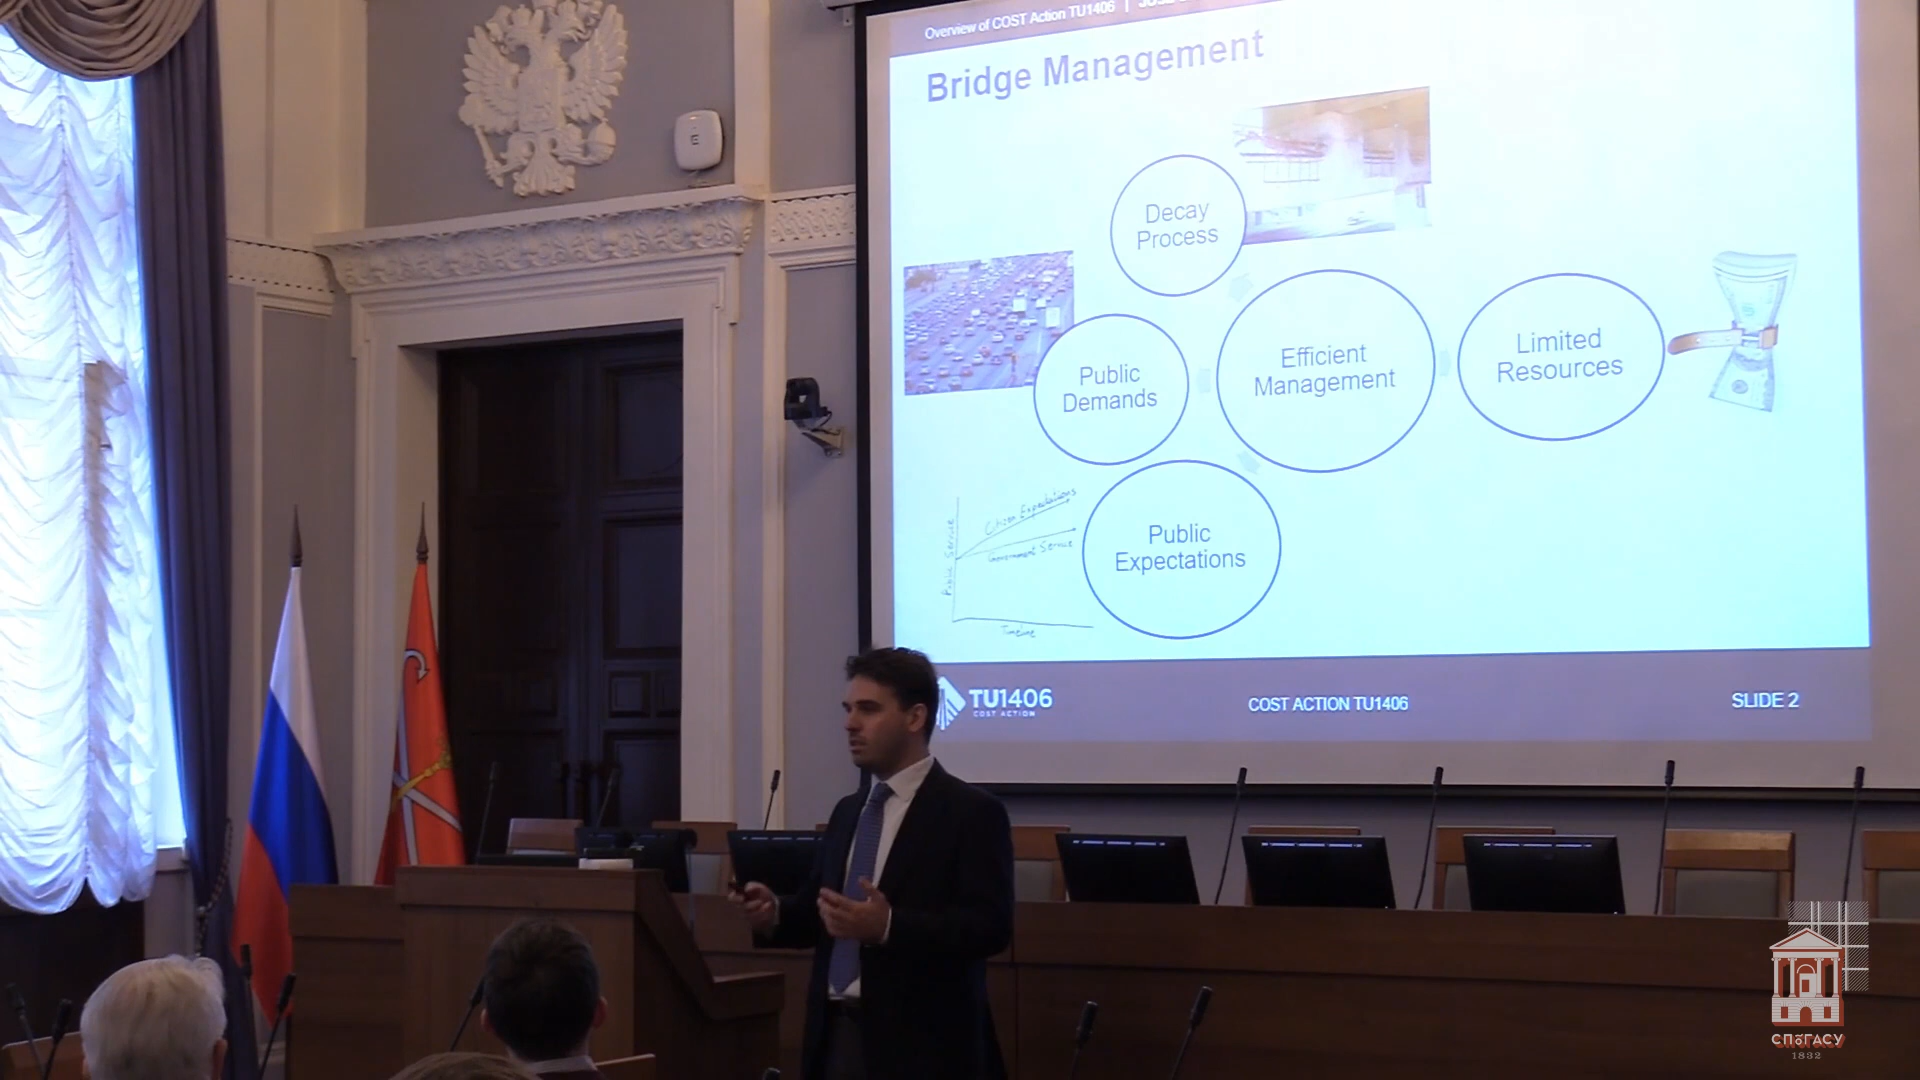 Overview of COST Action TU1406 |
Bridge Management
Decay
Process
Public
Demands
Efficient
Management
Limited
Resources
Public
Expectations
Citizen Expectations
Government Service
Public Service
Timeline
TU1406
COST ACTION
COST ACTION TU1406
SLIDE 2
СПбГАСУ
1832